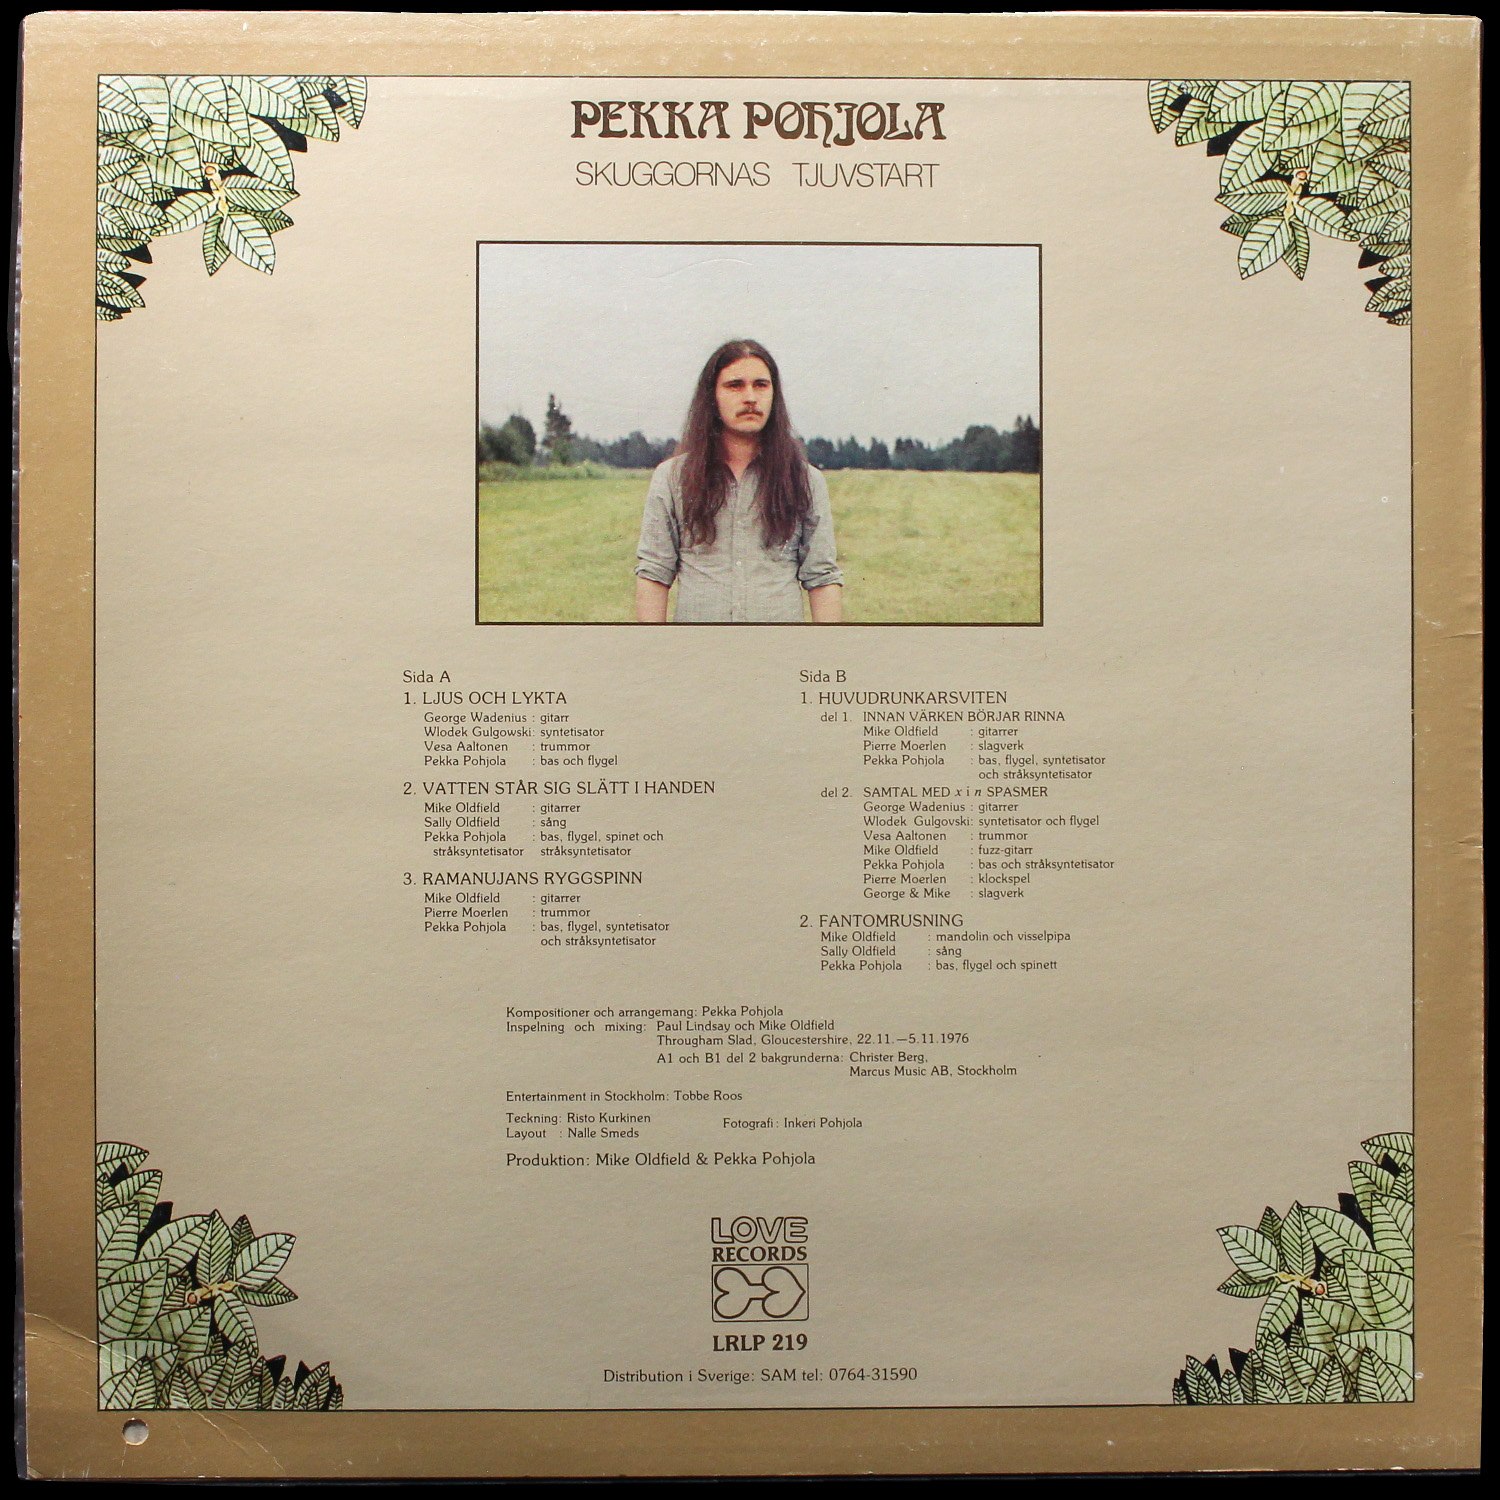 PEKKA POHJOLA
SKUGGORNAS TJUVSTART
Sida A
1. LJUS OCH LYKTA
George Wadenius : gitarr
Wlodek Gulgowski: syntetisator
Vesa Aaltonen : trummor
Pekka Pohjola : bas och flygel
2. VATTEN STÅR SIG SLÄTT I HANDEN
Mike Oldfield : gitarrer
Sally Oldfield : sång
Pekka Pohjola : bas, flygel, spinet och
stråksyntetisator stråksyntetisator
3. RAMANUJANS RYGGSPINN
Mike Oldfield : gitarrer
Pierre Moerlen : trummor
Pekka Pohjola : bas, flygel, syntetisator
och stråksyntetisator
Sida B
1. HUVUDRUNKARSVITEN
del 1. INNAN VÄRKEN BÖRJAR RINNA
Mike Oldfield : gitarrer
Pierre Moerlen : slagverk
Pekka Pohjola : bas, flygel, syntetisator
och stråksyntetisator
del 2. SAMTAL MED x i n SPASMER
George Wadenius : gitarrer
Wlodek Gulgovski: syntetisator och flygel
Vesa Aaltonen : trummor
Mike Oldfield : fuzz-gitarr
Pekka Pohjola : bas och stråksyntetisator
Pierre Moerlen : klockspel
George & Mike : slagverk
2. FANTOMRUSNING
Mike Oldfield : mandolin och visselpipa
Sally Oldfield : sång
Pekka Pohjola : bas, flygel och spinett
Kompositioner och arrangemang: Pekka Pohjola
Inspelning och mixing: Paul Lindsay och Mike Oldfield
Througham Slad, Gloucestershire, 22.11.—5.11.1976
A1 och B1 del 2 bakgrunderna: Christer Berg,
Marcus Music AB, Stockholm
Entertainment in Stockholm: Tobbe Roos
Teckning: Risto Kurkinen
Layout : Nalle Smeds
Fotografi: Inkeri Pohjola
Produktion: Mike Oldfield & Pekka Pohjola
LOVE
RECORDS
LRLP 219
Distribution i Sverige: SAM tel: 0764-31590